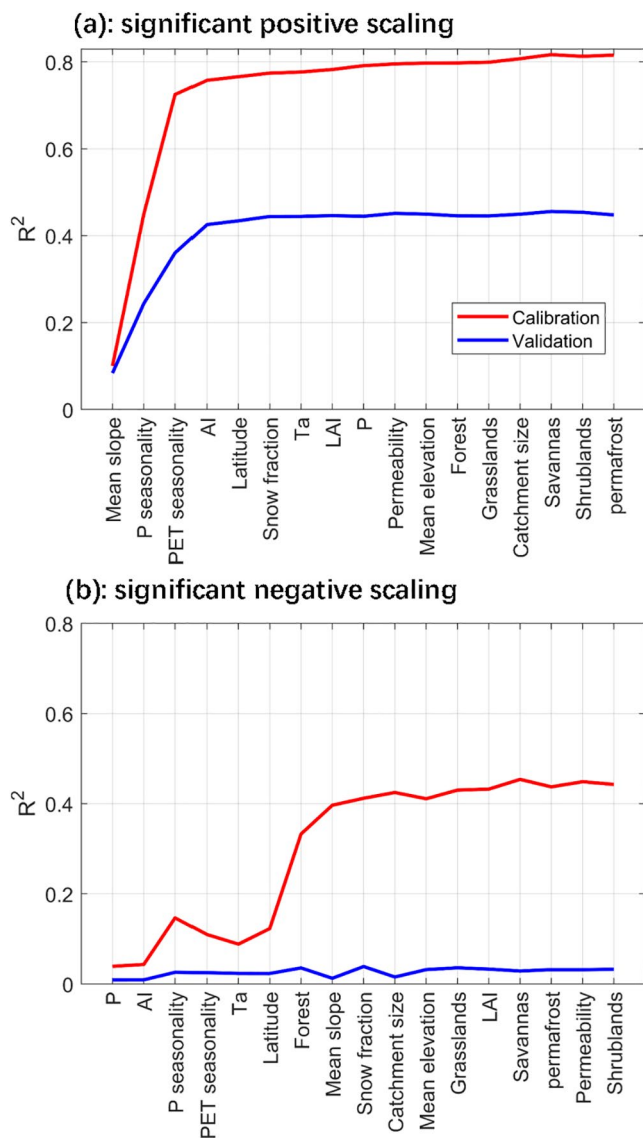 (a): significant positive scaling
0.8
0.6
0.4
0.2
0
R2
Calibration
Validation
Mean slope
P seasonality
PET seasonality
AI
Latitude
Snow fraction
Ta
LAI
P
Permeability
Mean elevation
Forest
Grasslands
Catchment size
Savannas
Shrublands
permafrost
(b): significant negative scaling
0.8
0.6
0.4
0.2
0
R2
P
AI
P seasonality
PET seasonality
Ta
Latitude
Forest
Mean slope
Snow fraction
Catchment size
Mean elevation
Grasslands
LAI
Savannas
permafrost
Permeability
Shrublands